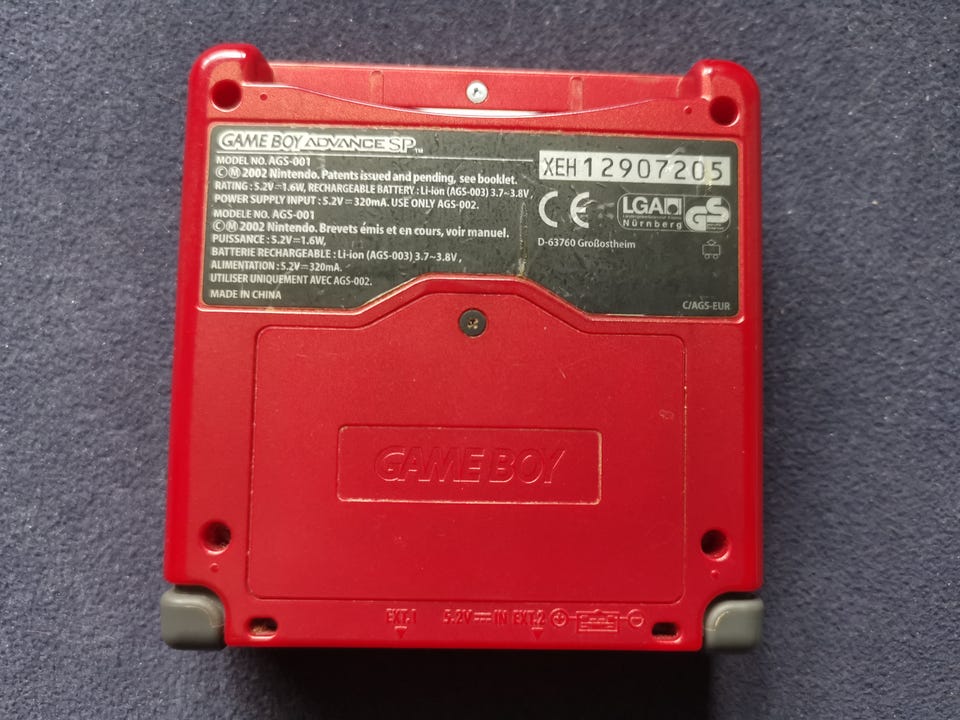 GAME BOY ADVANCE SP TM
MODEL NO. AGS-001
©Ⓜ 2002 Nintendo. Patents issued and pending, see booklet.
RATING : 5.2V⎓1.6W, RECHARGEABLE BATTERY : Li-ion (AGS-003) 3.7~3.8V,
POWER SUPPLY INPUT : 5.2V⎓320mA. USE ONLY AGS-002.
MODELE NO. AGS-001
©Ⓜ 2002 Nintendo. Brevets émis et en cours, voir manuel.
PUISSANCE : 5.2V⎓1.6W,
BATTERIE RECHARGEABLE : Li-ion (AGS-003) 3.7~3.8V ,
ALIMENTATION : 5.2V⎓320mA.
UTILISER UNIQUEMENT AVEC AGS-002.
MADE IN CHINA
XEH 12907205
CE
LGA
Nürnberg
GS
D-63760 Großostheim
C/AGS-EUR
GAME BOY
EXT.1 5.2V⎓IN EXT.2